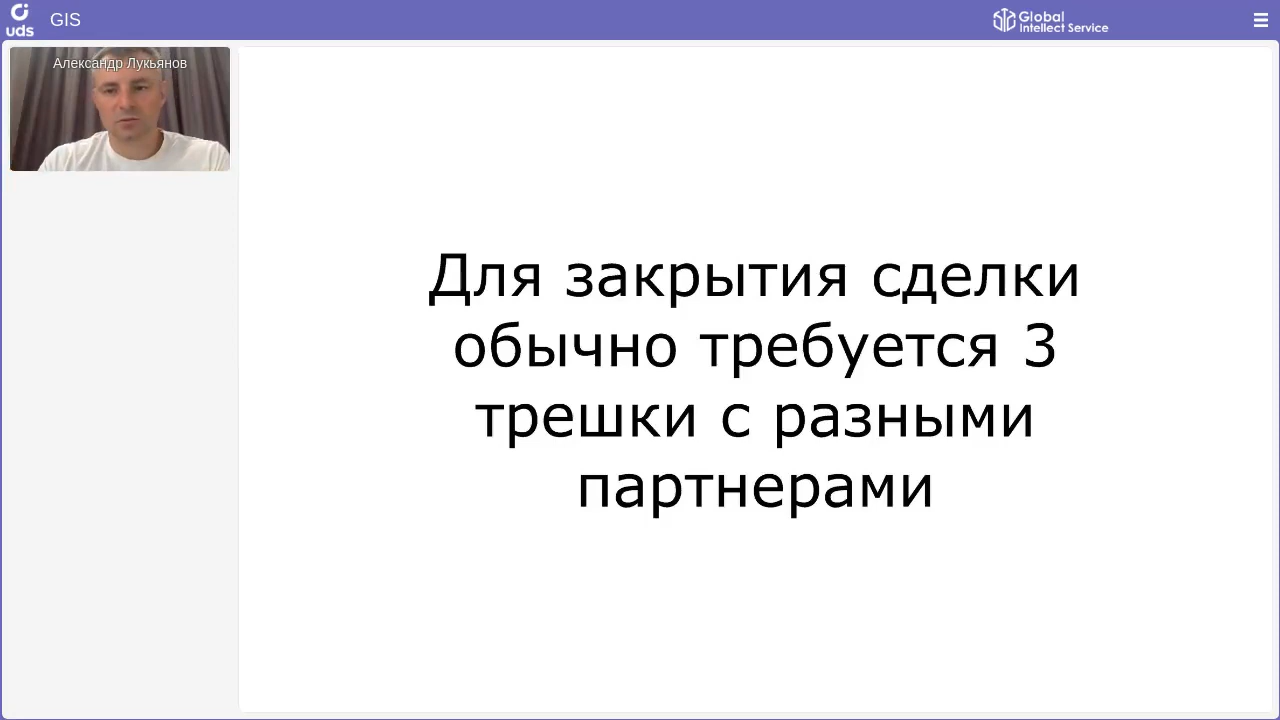 uds
GIS
Global
Intellect Service
Александр Лукьянов
Для закрытия сделки
обычно требуется 3
трешки с разными
партнерами